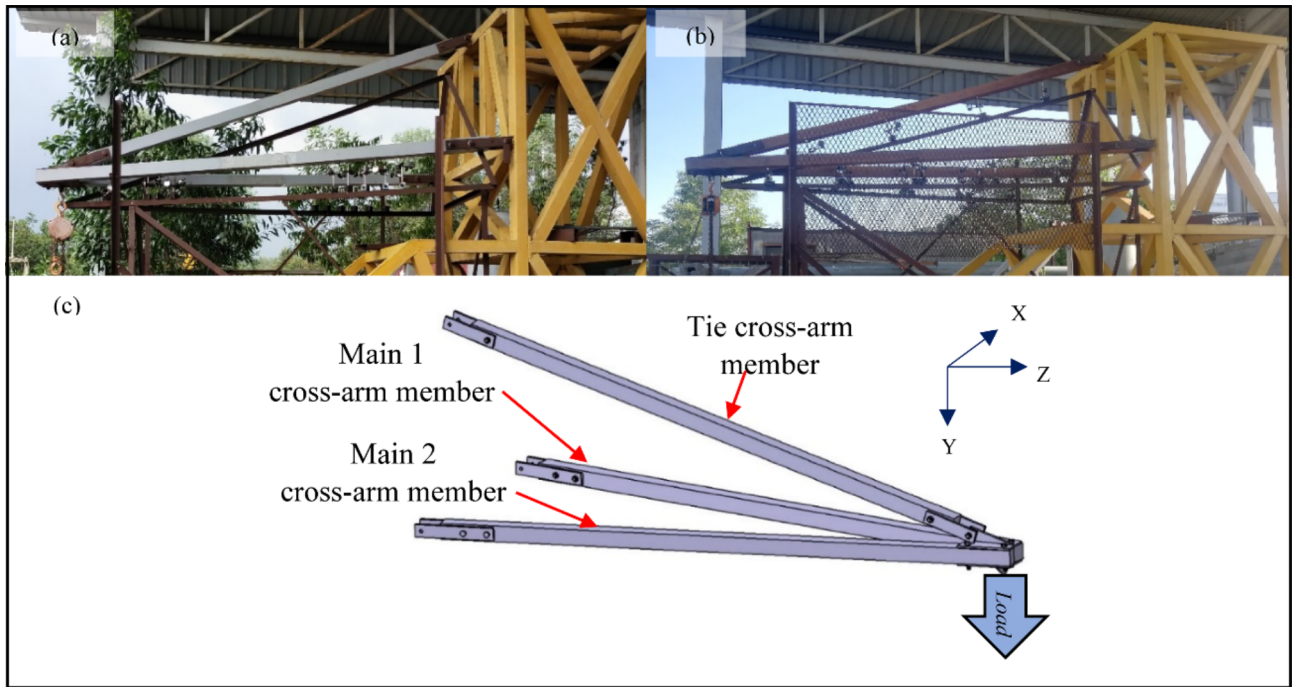 (a)
(b)
(c)
Tie cross-arm
member
Main 1
cross-arm member
Main 2
cross-arm member
X
Z
Y
Load